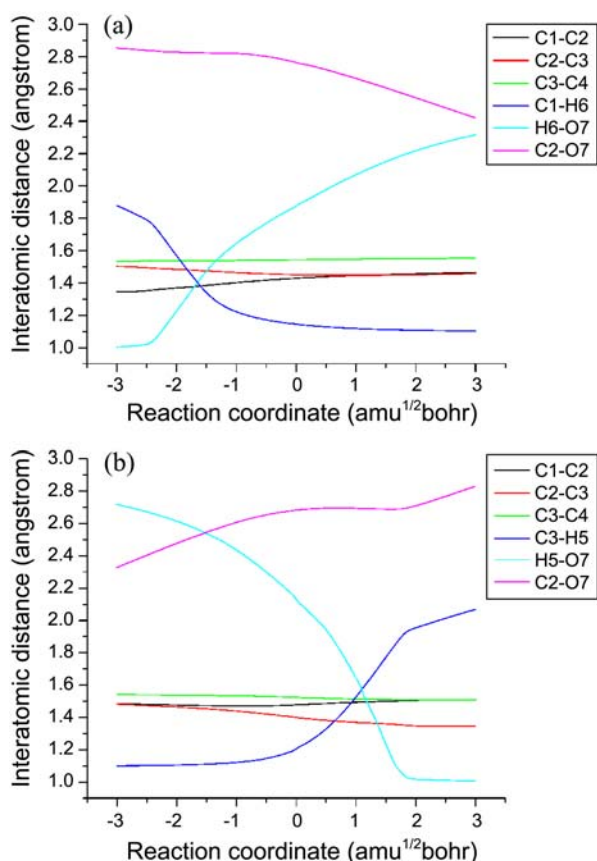 (a)
C1-C2
C2-C3
C3-C4
C1-H6
H6-O7
C2-O7
Interatomic distance (angstrom)
3.0
2.8
2.6
2.4
2.2
2.0
1.8
1.6
1.4
1.2
1.0
-3 -2 -1 0 1 2 3
Reaction coordinate (amu1/2bohr)
(b)
C1-C2
C2-C3
C3-C4
C3-H5
H5-O7
C2-O7
Interatomic distance (angstrom)
3.0
2.8
2.6
2.4
2.2
2.0
1.8
1.6
1.4
1.2
1.0
-3 -2 -1 0 1 2 3
Reaction coordinate (amu1/2bohr)